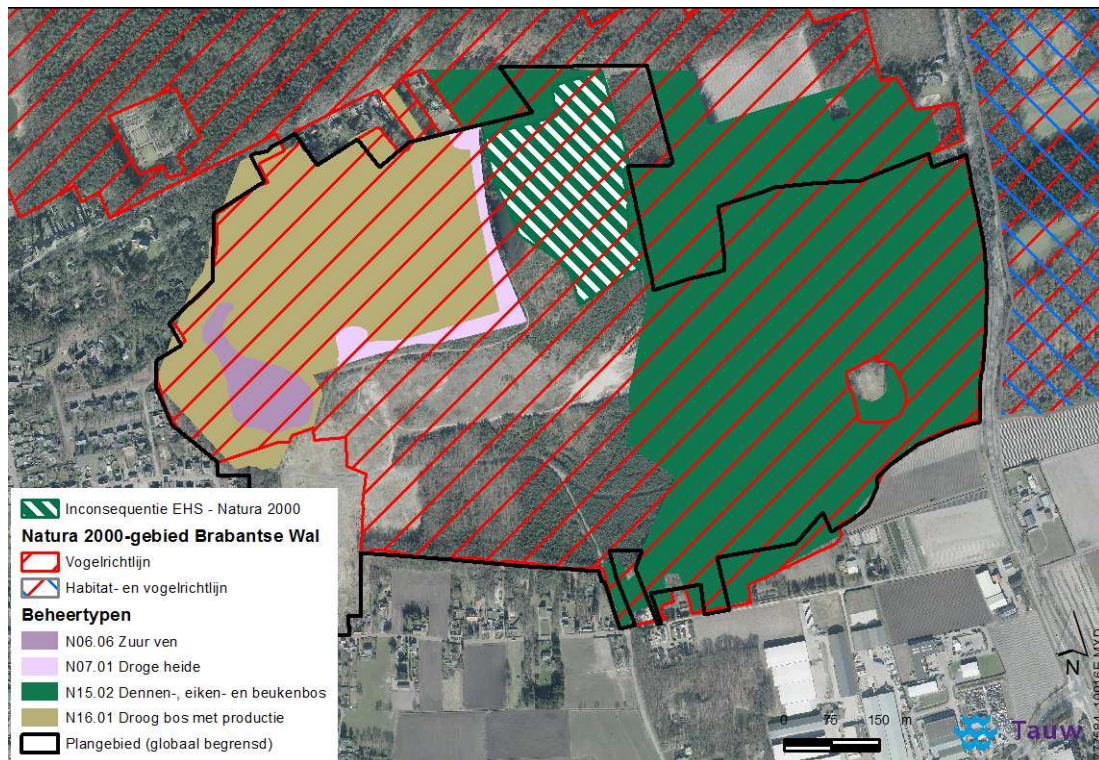 Inconsequentie EHS - Natura 2000
Natura 2000-gebied Brabantse Wal
Vogelrichtlijn
Habitat- en vogelrichtlijn
Beheertypen
N06.06 Zuur ven
N07.01 Droge heide
N15.02 Dennen-, eiken- en beukenbos
N16.01 Droog bos met productie
Plangebied (globaal begrensd)
N
0 75 150 m
Tauw